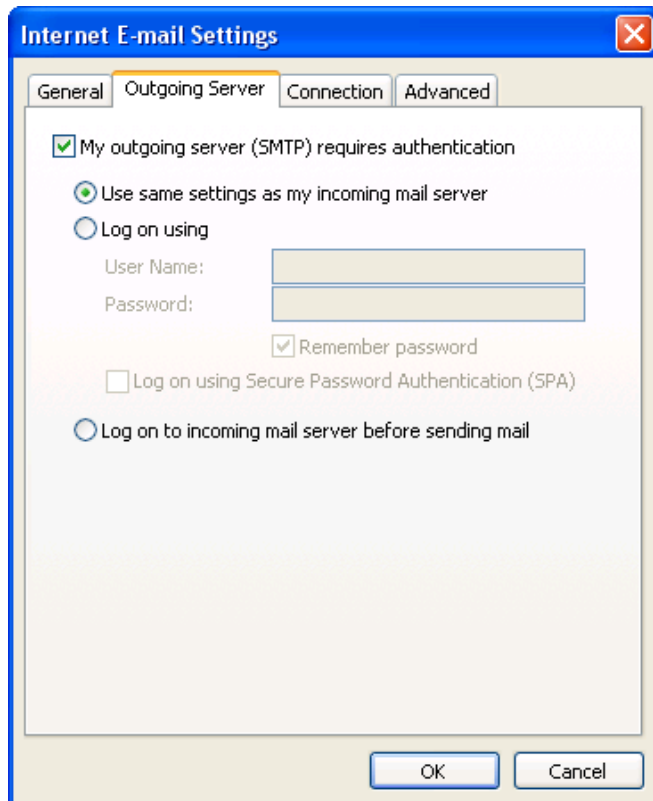 Internet E-mail Settings
General Outgoing Server Connection Advanced
My outgoing server (SMTP) requires authentication
Use same settings as my incoming mail server
Log on using
User Name:
Password:
Remember password
Log on using Secure Password Authentication (SPA)
Log on to incoming mail server before sending mail
OK Cancel